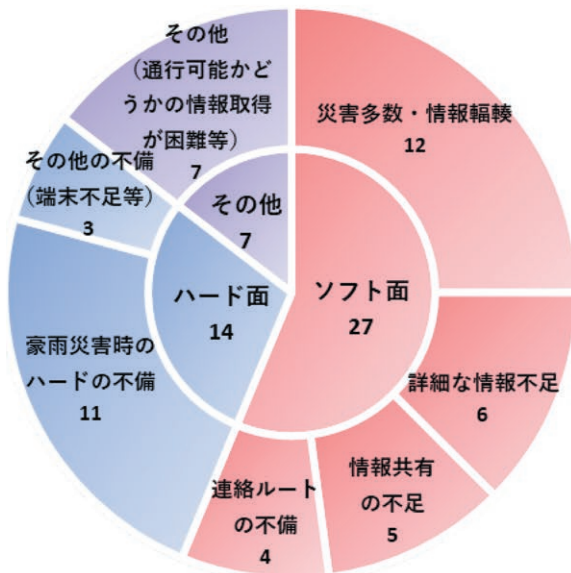 その他
（通行可能かど
うかの情報取得
が困難等）
7
災害多数・情報輻輳
12
その他の不備
（端末不足等）
3
その他
7
ハード面
14
ソフト面
27
豪雨災害時の
ハードの不備
11
詳細な情報不足
6
連絡ルート
の不備
4
情報共有
の不足
5